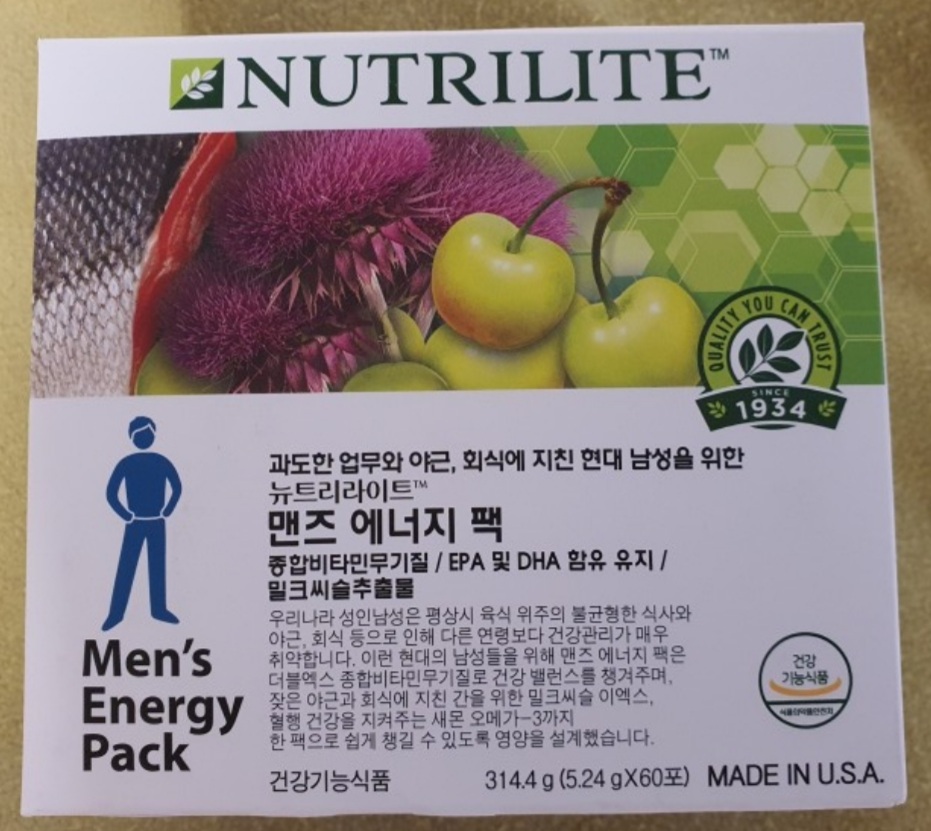 NUTRILITE™
QUALITY YOU CAN TRUST
SINCE
1934
과도한 업무와 야근, 회식에 지친 현대 남성을 위한
뉴트리라이트™
맨즈 에너지 팩
종합비타민무기질 / EPA 및 DHA 함유 유지 /
밀크씨슬추출물
우리나라 성인남성은 평상시 육식 위주의 불균형한 식사와
야근, 회식 등으로 인해 다른 연령보다 건강관리가 매우
취약합니다. 이런 현대의 남성들을 위해 맨즈 에너지 팩은
더블엑스 종합비타민무기질로 건강 밸런스를 챙겨주며,
잦은 야근과 회식에 지친 간을 위한 밀크씨슬 이엑스,
혈행 건강을 지켜주는 새몬 오메가-3까지
한 팩으로 쉽게 챙길 수 있도록 영양을 설계했습니다.
Men's
Energy
Pack
건강
기능식품
식품의약품안전처
건강기능식품
314.4 g (5.24 gX60포)
MADE IN U.S.A.